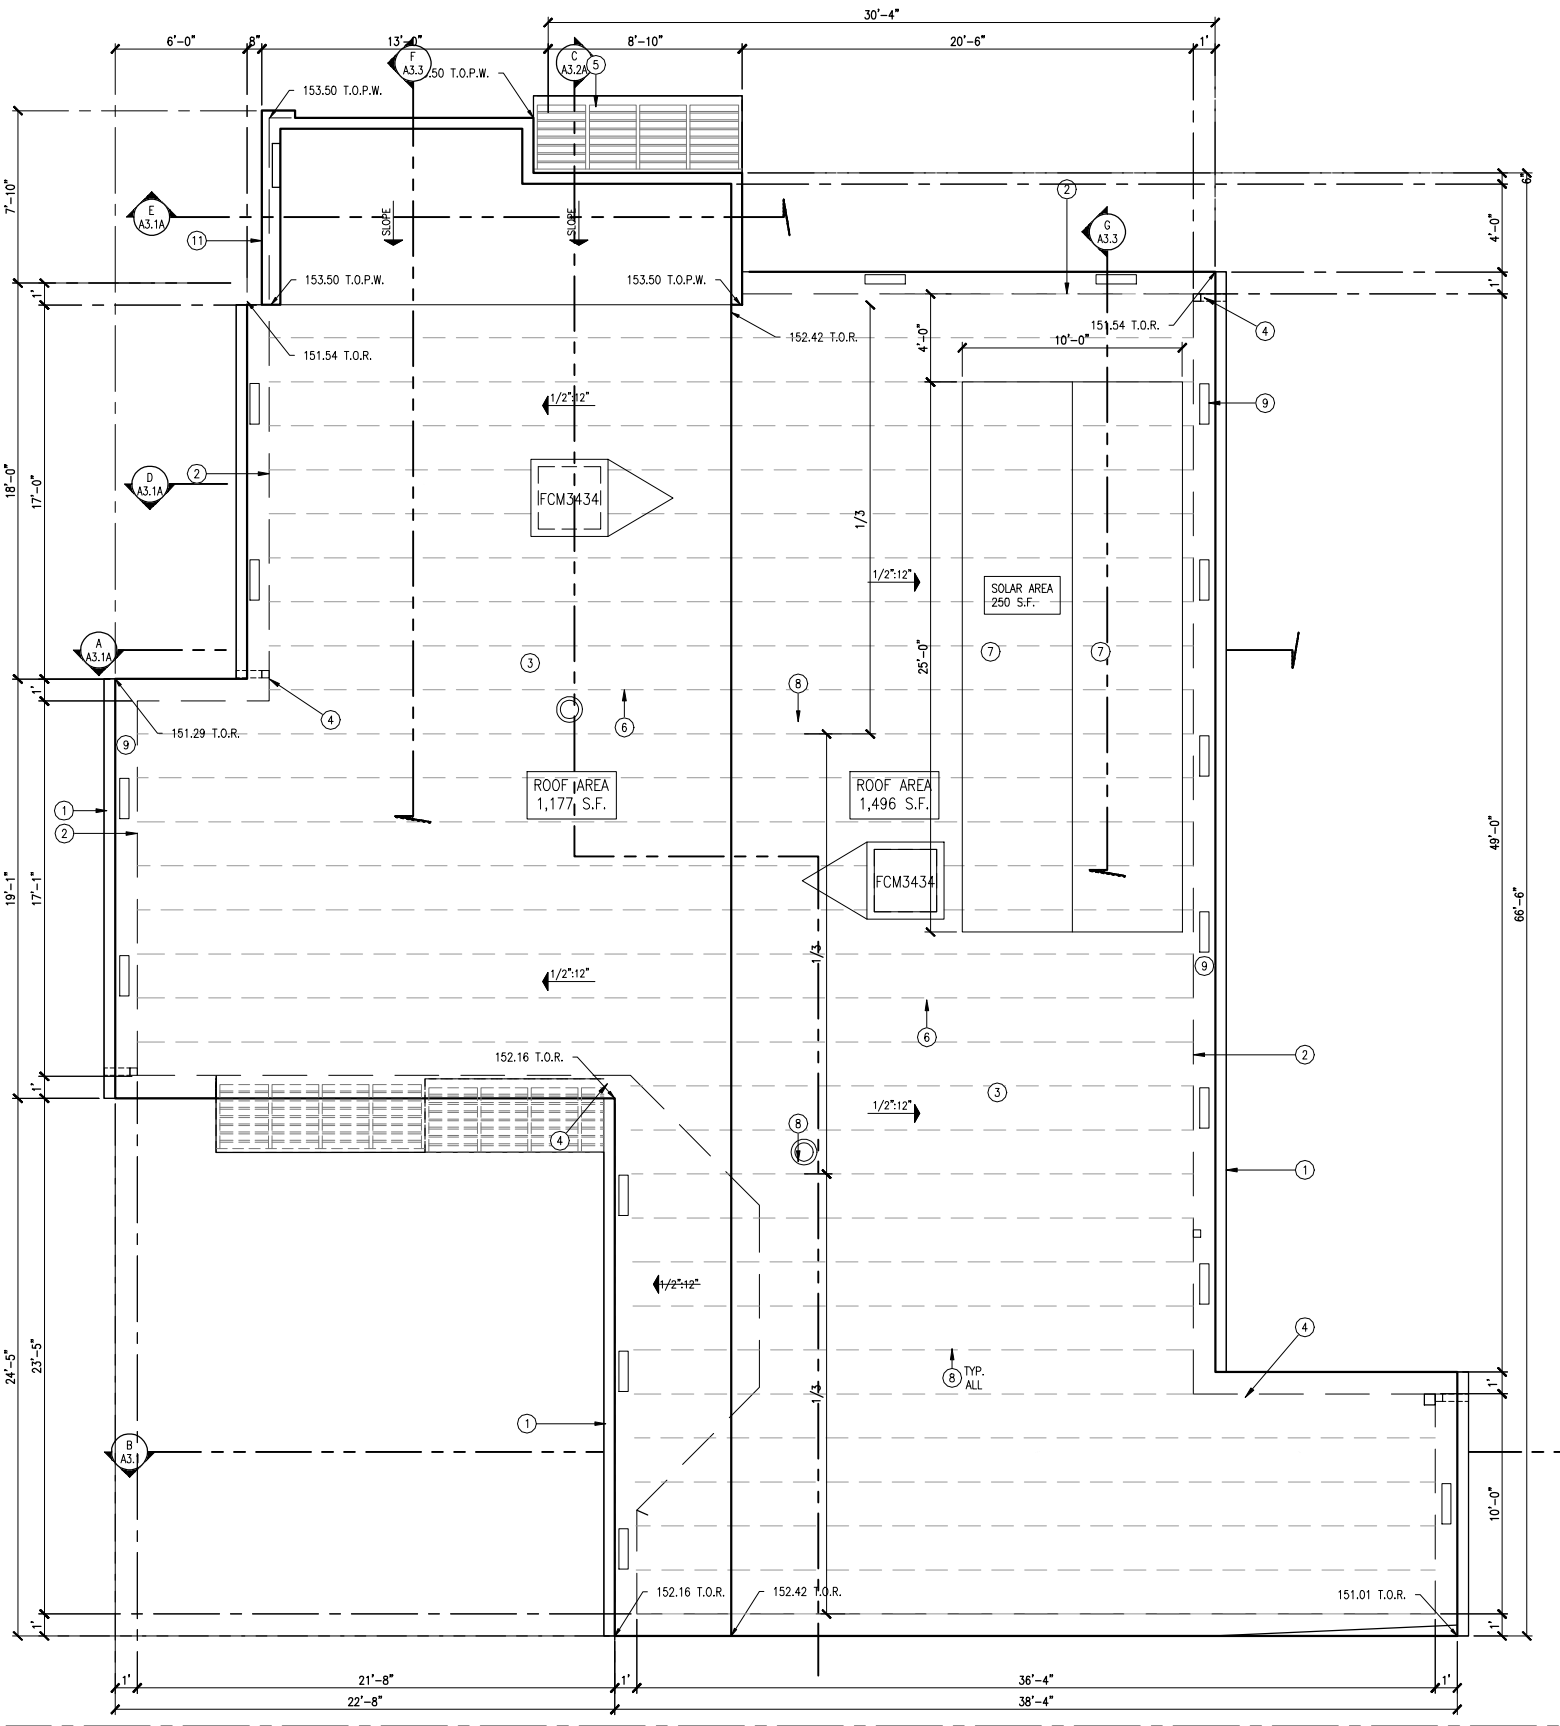 30'-4"
6'-0"
8"
13'-0"
8'-10"
20'-6"
1'
F
A3.3
C
A3.2A
5
.50 T.O.P.W.
153.50 T.O.P.W.
7'-10"
6"
2
E
A3.1A
SLOPE
SLOPE
G
A3.3
4'-0"
11
153.50 T.O.P.W.
153.50 T.O.P.W.
1'
1'
151.54 T.O.R.
152.42 T.O.R.
4'-0"
151.54 T.O.R.
4
10'-0"
1/2":12"
9
18'-0"
17'-0"
2
D
A3.1A
FCM3434
1/3
1/2":12"
SOLAR AREA
250 S.F.
A
A3.1A
3
25'-0"
7
7
8
1'
4
6
151.29 T.O.R.
9
ROOF AREA
1,177 S.F.
ROOF AREA
1,496 S.F.
1
2
49'-0"
19'-1"
17'-1"
FCM3434
66'-6"
1/3
9
1/2":12"
6
152.16 T.O.R.
2
1'
3
1/2":12"
8
4
1
1/2":12"
4
24'-5"
23'-5"
8
TYP.
ALL
1/3
1'
1
B
A3.1
10'-0"
152.16 T.O.R.
152.42 T.O.R.
151.01 T.O.R.
1'
1'
1'
21'-8"
1'
36'-4"
1'
22'-8"
38'-4"